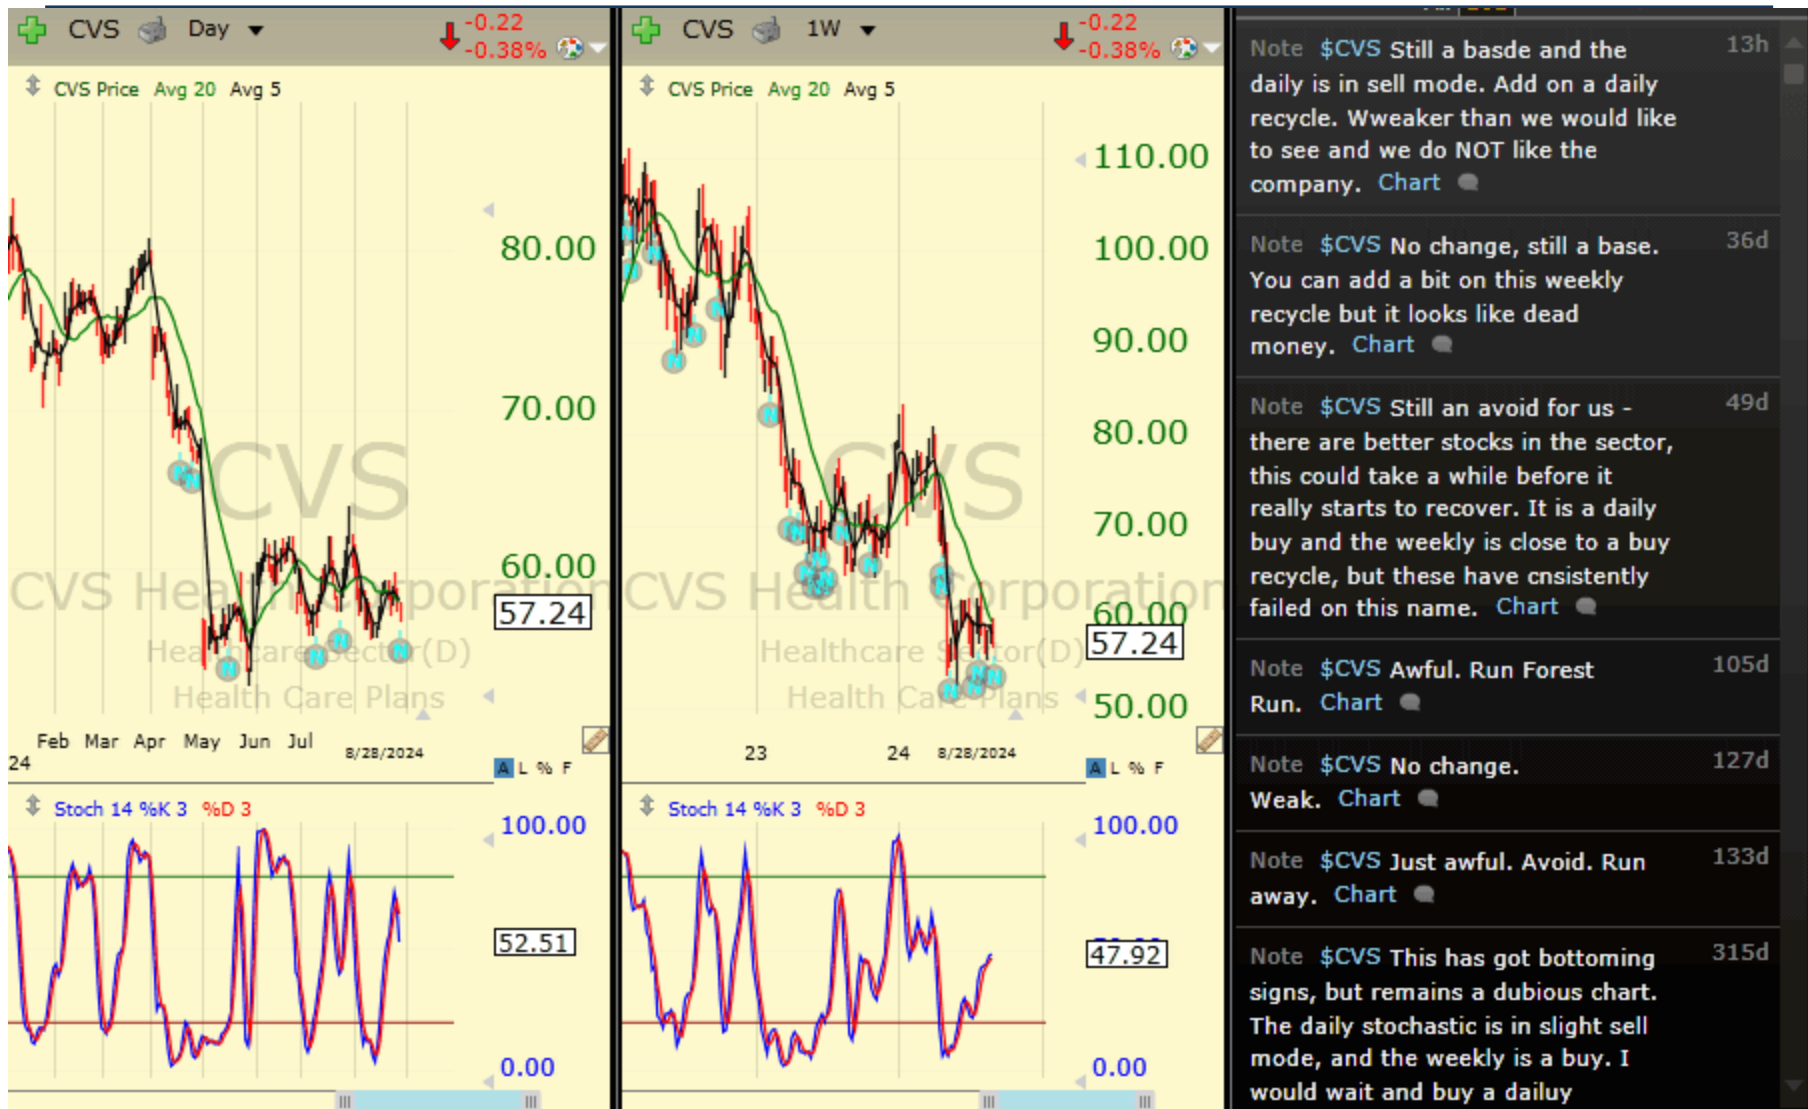 CVS Day -0.22
-0.38%
CVS Price Avg 20 Avg 5
80.00
70.00
CVS
60.00
CVS Health Corporation
57.24
Healthcare Sector(D)
Health Care Plans
Feb Mar Apr May Jun Jul 8/28/2024
24
A L % F
Stoch 14 %K 3 %D 3
100.00
52.51
0.00
CVS 1W -0.22
-0.38%
CVS Price Avg 20 Avg 5
110.00
100.00
90.00
80.00
CVS
70.00
CVS Health Corporation
60.00
57.24
Healthcare Sector(D)
Health Care Plans
50.00
23 24 8/28/2024
A L % F
Stoch 14 %K 3 %D 3
100.00
47.92
0.00
Note $CVS Still a basde and the 13h
daily is in sell mode. Add on a daily
recycle. Wweaker than we would like
to see and we do NOT like the
company. Chart
Note $CVS No change, still a base. 36d
You can add a bit on this weekly
recycle but it looks like dead
money. Chart
Note $CVS Still an avoid for us - 49d
there are better stocks in the sector,
this could take a while before it
really starts to recover. It is a daily
buy and the weekly is close to a buy
recycle, but these have cnsistently
failed on this name. Chart
Note $CVS Awful. Run Forest 105d
Run. Chart
Note $CVS No change. 127d
Weak. Chart
Note $CVS Just awful. Avoid. Run 133d
away. Chart
Note $CVS This has got bottoming 315d
signs, but remains a dubious chart.
The daily stochastic is in slight sell
mode, and the weekly is a buy. I
would wait and buy a dailuy